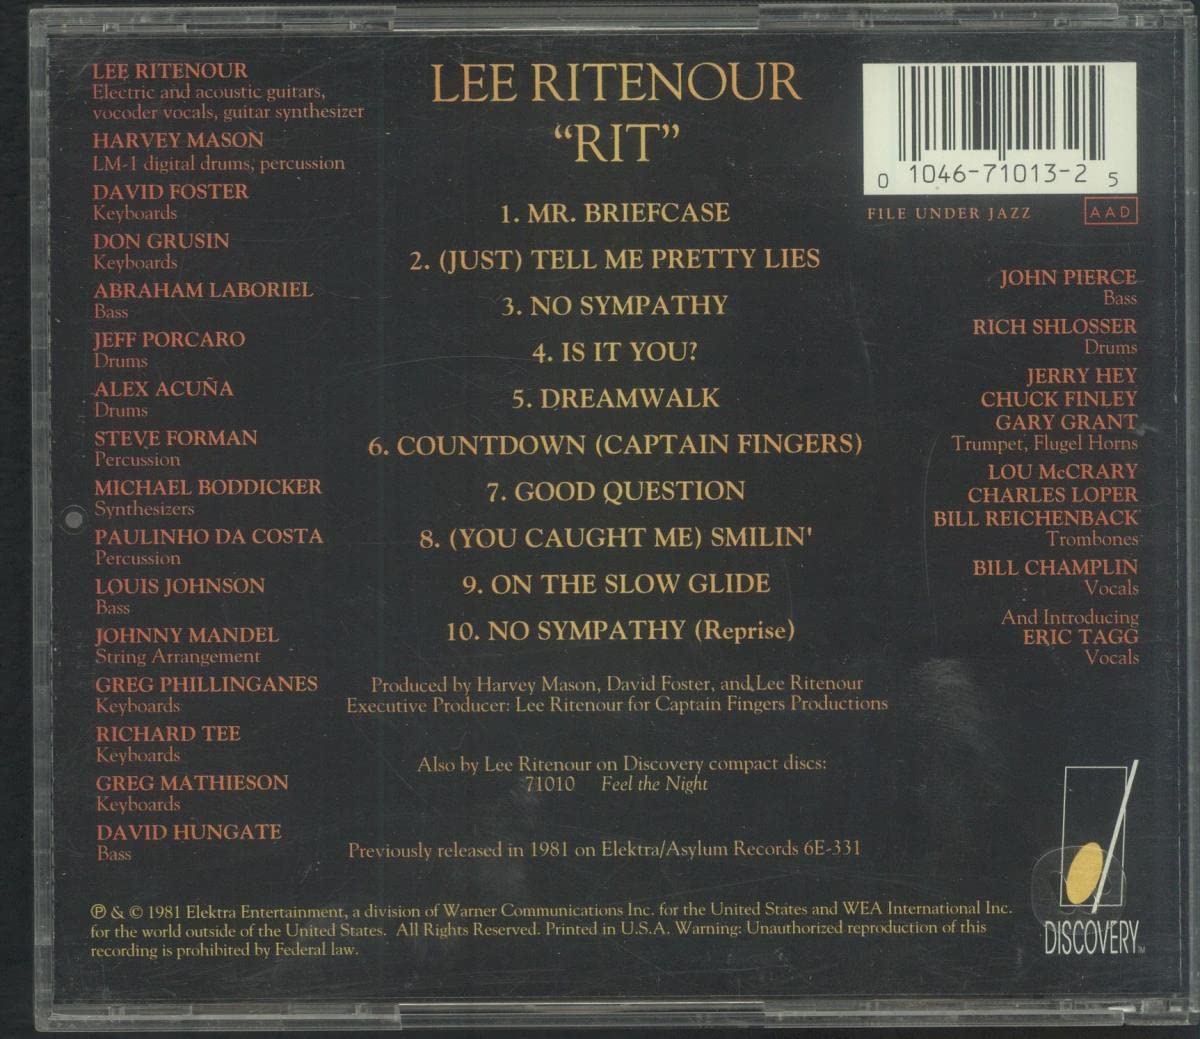 LEE RITENOUR
Electric and acoustic guitars,
vocoder vocals, guitar synthesizer
HARVEY MASON
LM-1 digital drums, percussion
DAVID FOSTER
Keyboards
DON GRUSIN
Keyboards
ABRAHAM LABORIEL
Bass
JEFF PORCARO
Drums
ALEX ACUÑA
Drums
STEVE FORMAN
Percussion
MICHAEL BODDICKER
Synthesizers
PAULINHO DA COSTA
Percussion
LOUIS JOHNSON
Bass
JOHNNY MANDEL
String Arrangement
GREG PHILLINGANES
Keyboards
RICHARD TEE
Keyboards
GREG MATHIESON
Keyboards
DAVID HUNGATE
Bass
LEE RITENOUR
“RIT”
1. MR. BRIEFCASE
2. (JUST) TELL ME PRETTY LIES
3. NO SYMPATHY
4. IS IT YOU?
5. DREAMWALK
6. COUNTDOWN (CAPTAIN FINGERS)
7. GOOD QUESTION
8. (YOU CAUGHT ME) SMILIN'
9. ON THE SLOW GLIDE
10. NO SYMPATHY (Reprise)
Produced by Harvey Mason, David Foster, and Lee Ritenour
Executive Producer: Lee Ritenour for Captain Fingers Productions
Also by Lee Ritenour on Discovery compact discs:
71010 Feel the Night
Previously released in 1981 on Elektra/Asylum Records 6E-331
0 1046-71013-2 5
FILE UNDER JAZZ AAD
JOHN PIERCE
Bass
RICH SHLOSSER
Drums
JERRY HEY
CHUCK FINLEY
GARY GRANT
Trumpet, Flugel Horns
LOU McCRARY
CHARLES LOPER
BILL REICHENBACK
Trombones
BILL CHAMPLIN
Vocals
And Introducing
ERIC TAGG
Vocals
℗ & © 1981 Elektra Entertainment, a division of Warner Communications Inc. for the United States and WEA International Inc.
for the world outside of the United States. All Rights Reserved. Printed in U.S.A. Warning: Unauthorized reproduction of this
recording is prohibited by Federal law.
DISCOVERY™